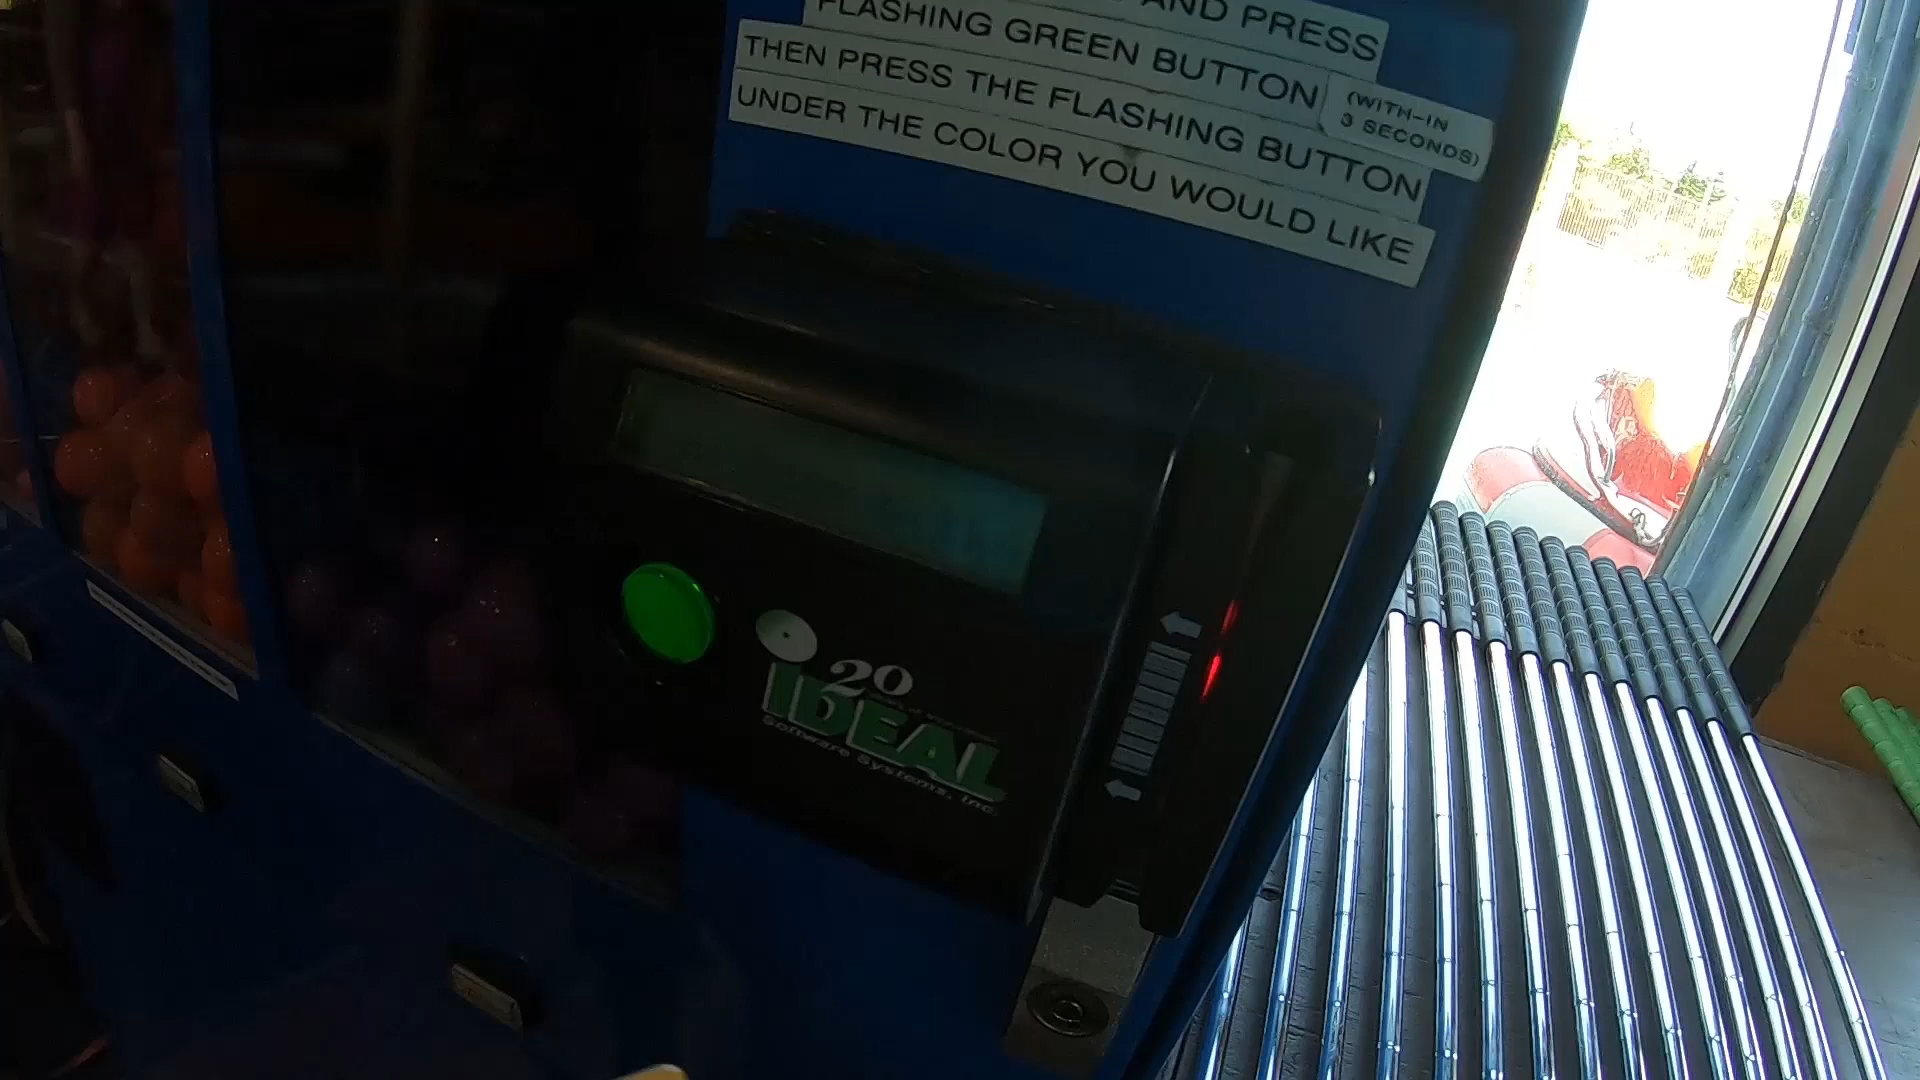 AND PRESS
FLASHING GREEN BUTTON
(WITH-IN
3 SECONDS)
THEN PRESS THE FLASHING BUTTON
UNDER THE COLOR YOU WOULD LIKE
20
iDEAL
Software Systems, Inc.